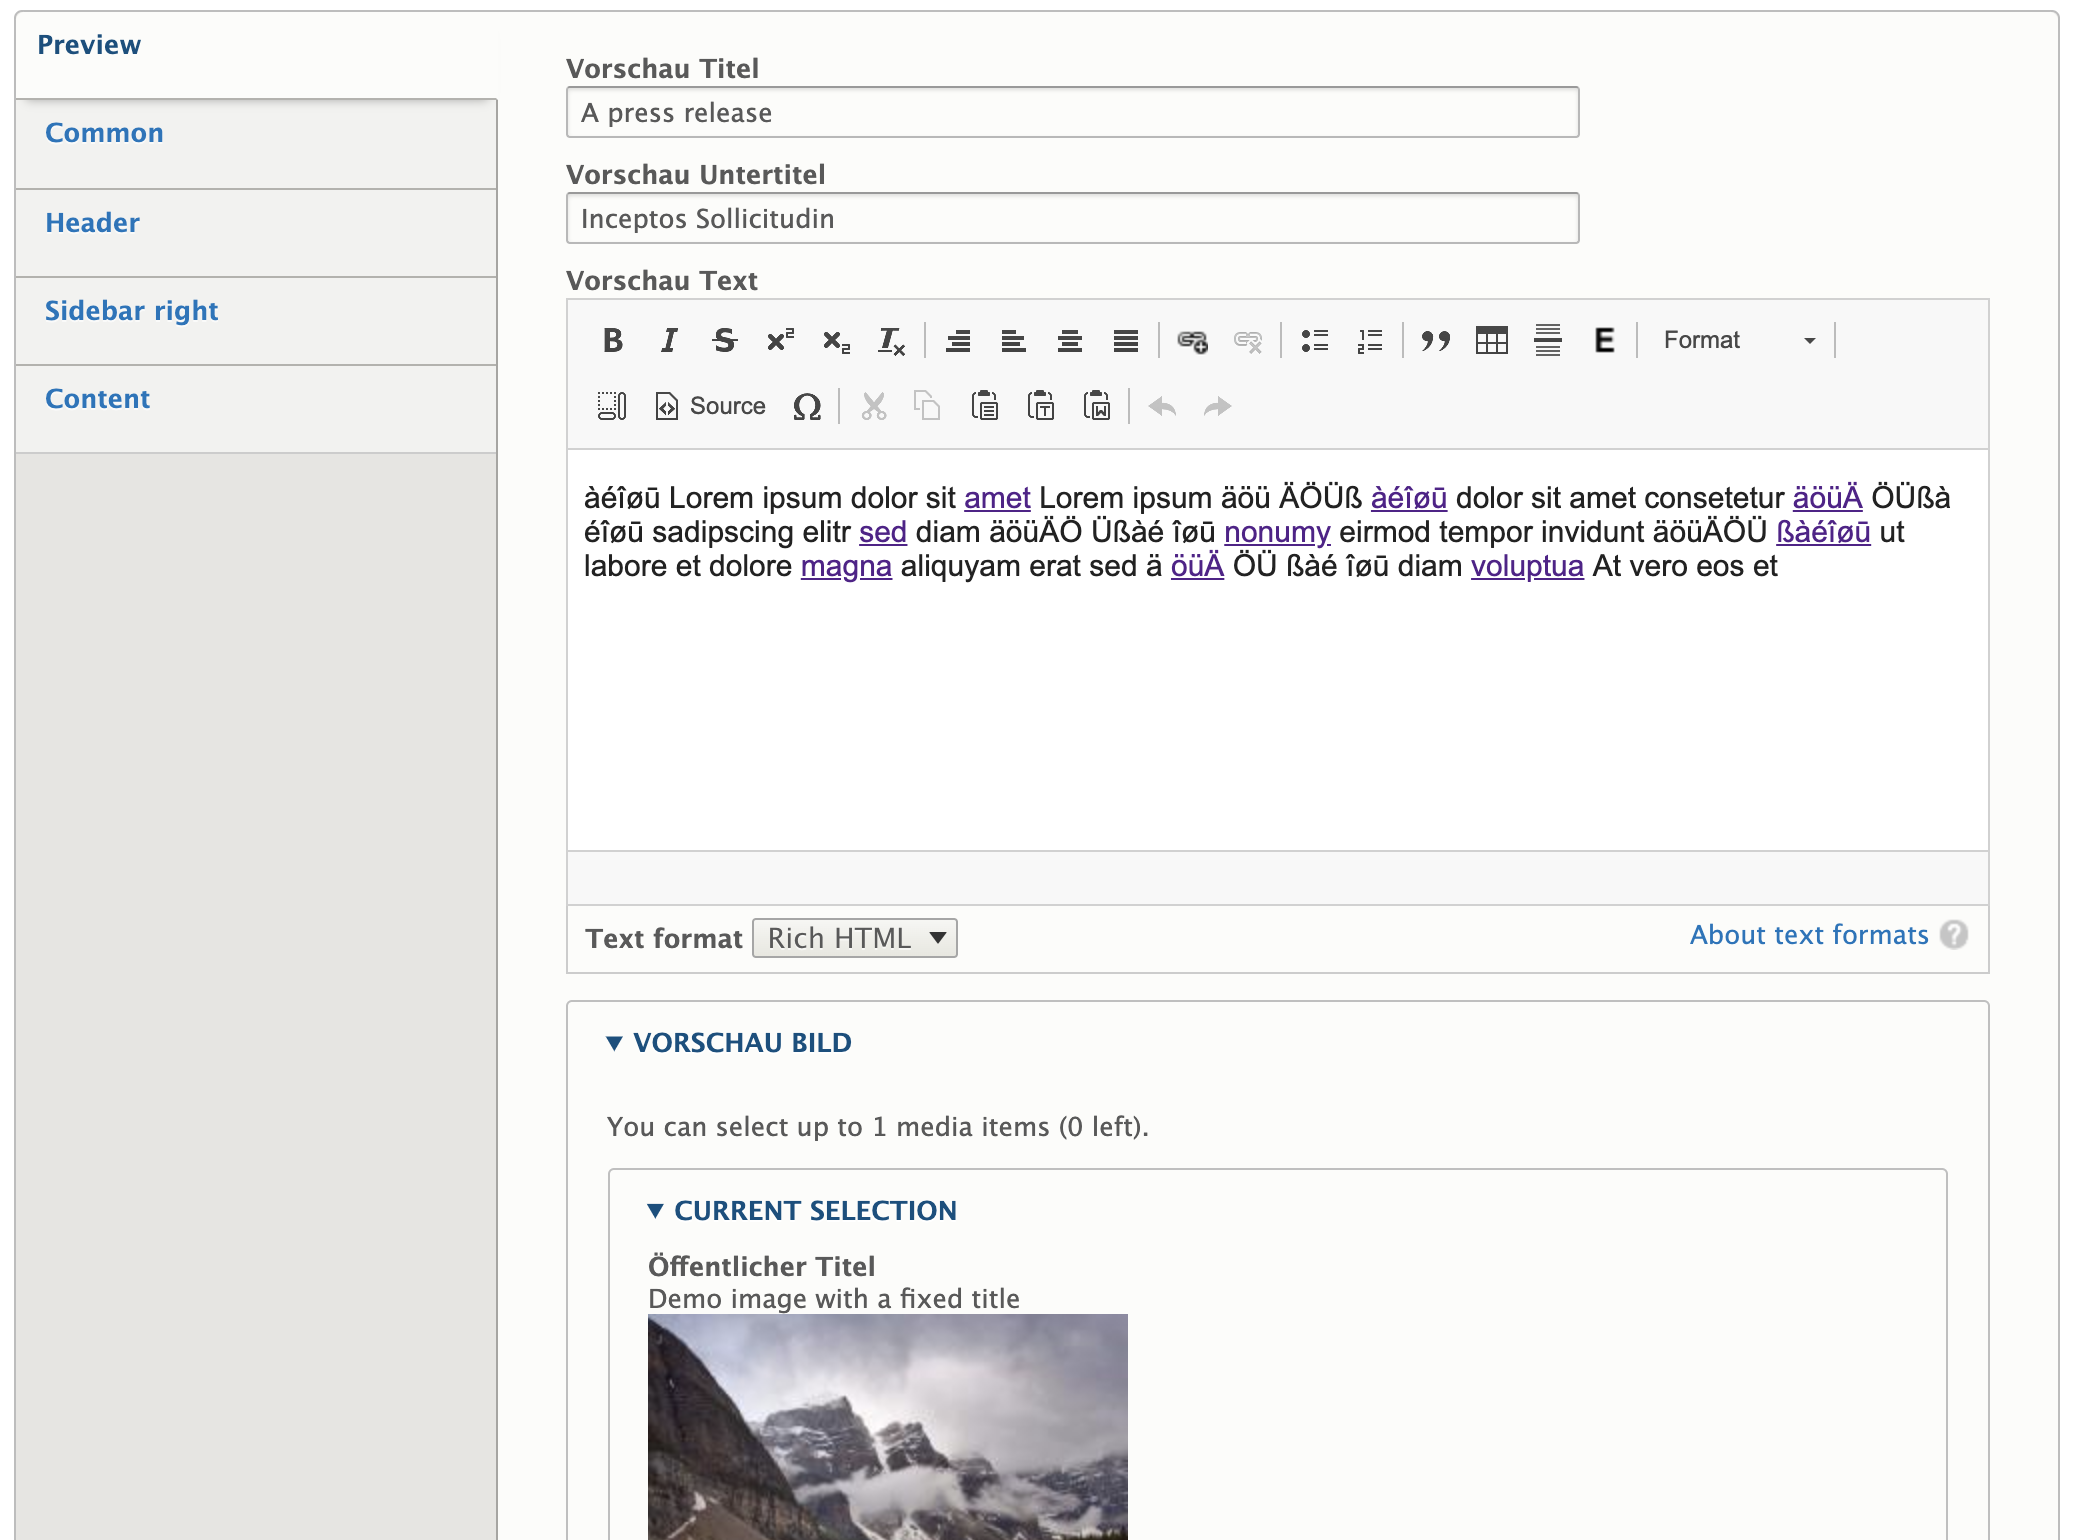 Preview
Common
Header
Sidebar right
Content
Vorschau Titel
A press release
Vorschau Untertitel
Inceptos Sollicitudin
Vorschau Text
Format
Source
àéîøū Lorem ipsum dolor sit amet Lorem ipsum äöü ÄÖÜß àéîøū dolor sit amet consetetur äöüÄ ÖÜßà
éîøū sadipscing elitr sed diam äöüÄÖ Üßàé îøū nonumy eirmod tempor invidunt äöüÄÖÜ ßàéîøū ut
labore et dolore magna aliquyam erat sed ä öüÄ ÖÜ ßàé îøū diam voluptua At vero eos et
Text format Rich HTML
About text formats ?
VORSCHAU BILD
You can select up to 1 media items (0 left).
CURRENT SELECTION
Öffentlicher Titel
Demo image with a fixed title